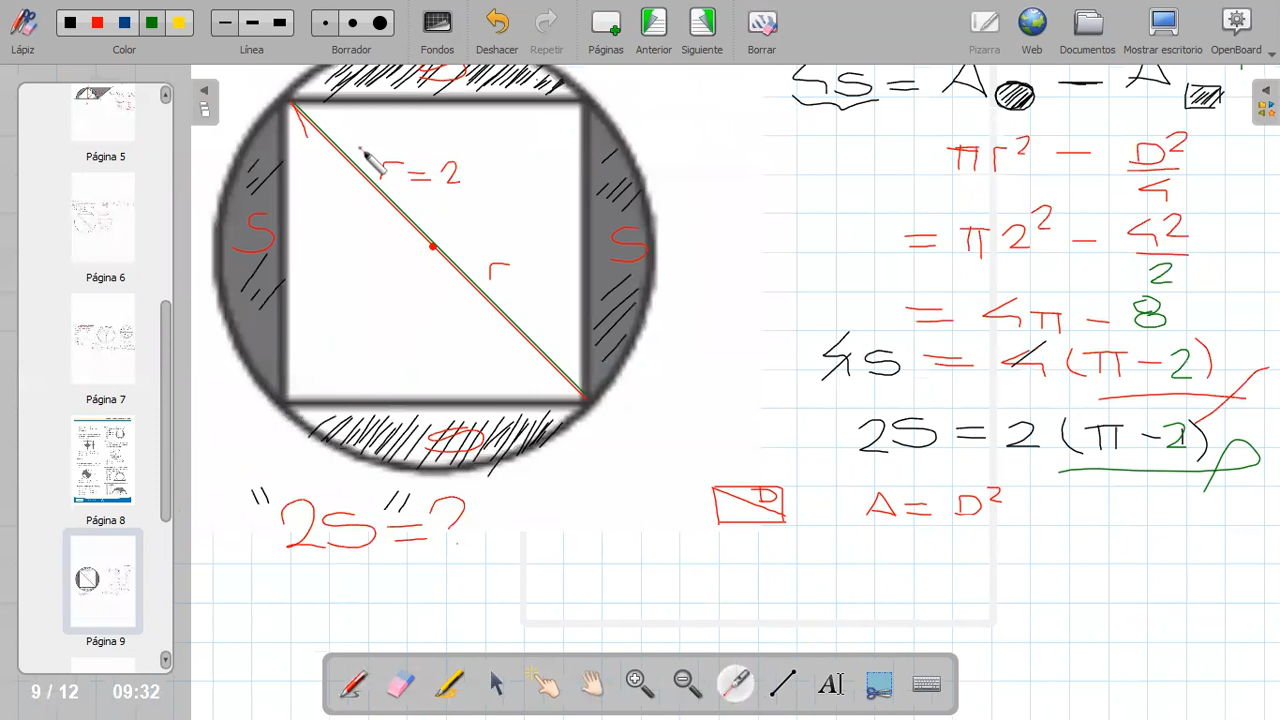 Lápiz
Color
Línea
Borrador
Fondos
Deshacer
Repetir
Páginas
Anterior
Siguiente
Borrar
Pizarra
Web
Documentos
Mostrar escritorio
OpenBoard
Página 5
Página 6
Página 7
Página 8
Página 9
9 / 12
09:32
r = 2
S
S
r
S
"2S"=?
4S = A - A
πr² - D²/4
= π2² - 4²/2
= 4π - 8
4S = 4(π-2)
2S = 2(π-2)
D
A = D²
AI